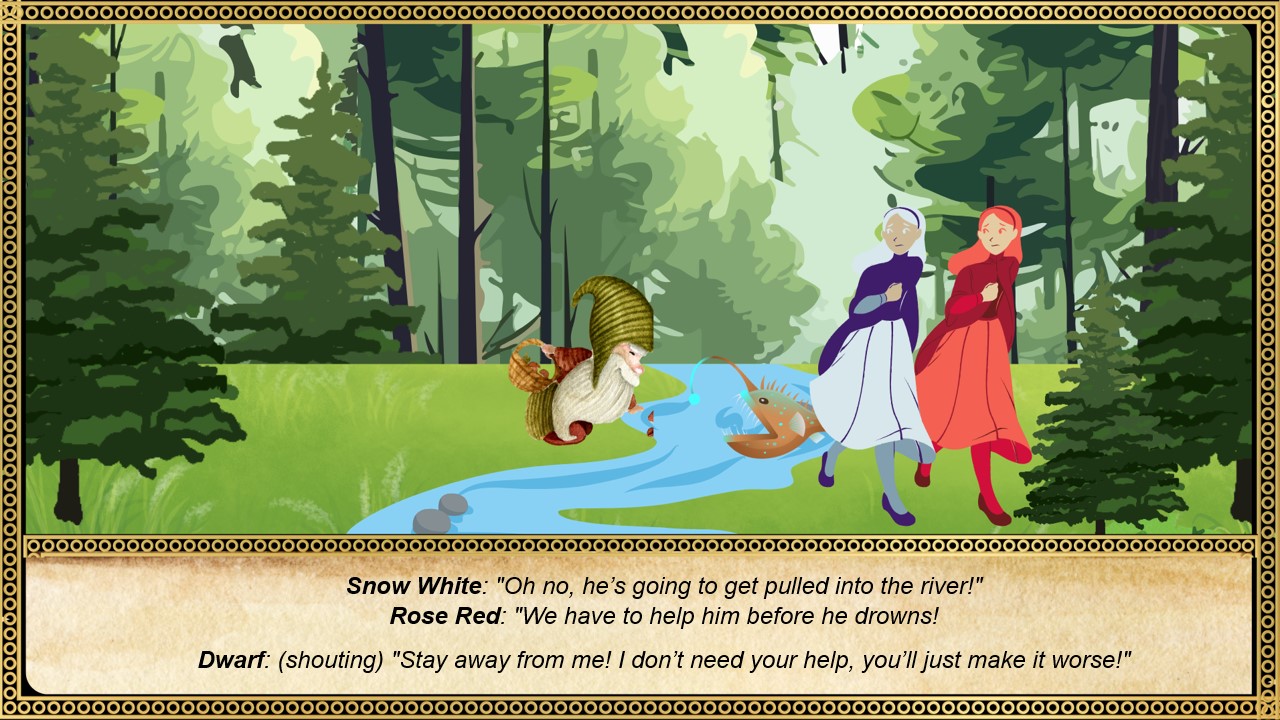 Snow White: "Oh no, he’s going to get pulled into the river!"
Rose Red: "We have to help him before he drowns!
Dwarf: (shouting) "Stay away from me! I don’t need your help, you’ll just make it worse!"